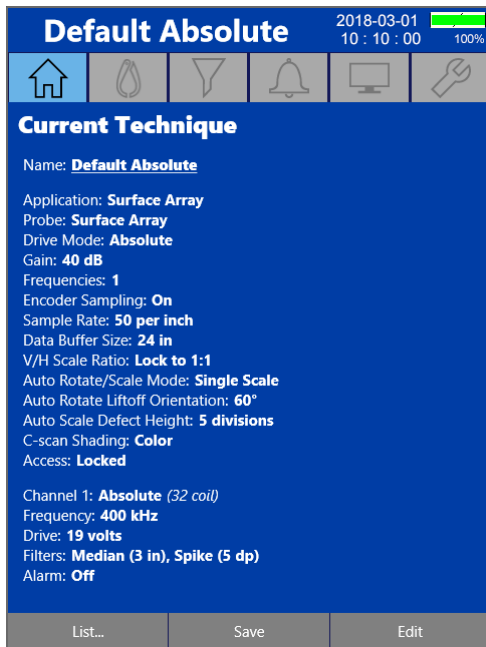 Default Absolute
2018-03-01
10 : 10 : 00
100%
Current Technique
Name: Default Absolute
Application: Surface Array
Probe: Surface Array
Drive Mode: Absolute
Gain: 40 dB
Frequencies: 1
Encoder Sampling: On
Sample Rate: 50 per inch
Data Buffer Size: 24 in
V/H Scale Ratio: Lock to 1:1
Auto Rotate/Scale Mode: Single Scale
Auto Rotate Liftoff Orientation: 60°
Auto Scale Defect Height: 5 divisions
C-scan Shading: Color
Access: Locked
Channel 1: Absolute (32 coil)
Frequency: 400 kHz
Drive: 19 volts
Filters: Median (3 in), Spike (5 dp)
Alarm: Off
List... Save Edit